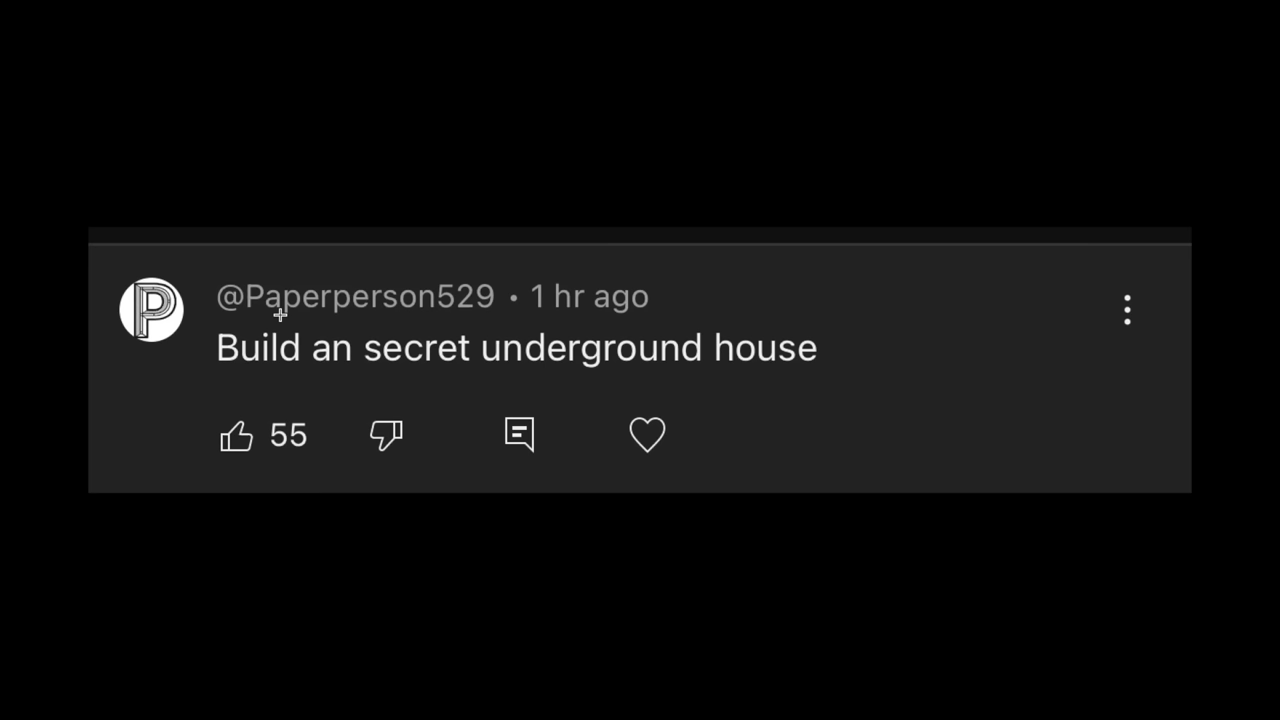 P
@Paperperson529 • 1 hr ago
Build an secret underground house
55